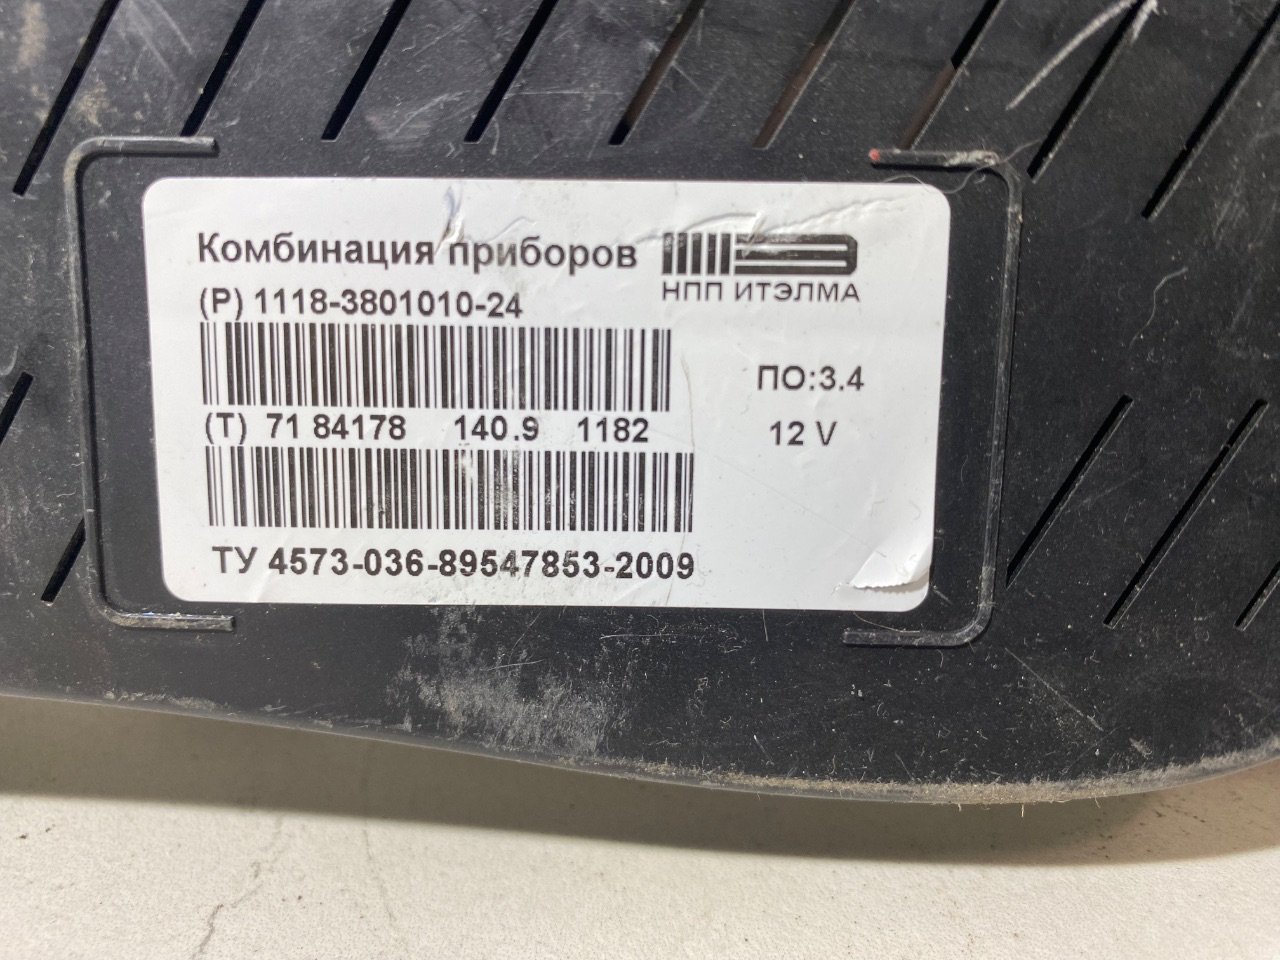 Комбинация приборов
НПП ИТЭЛМА
(P) 1118-3801010-24
ПО:3.4
(T) 71 84178 140.9 1182
12 V
ТУ 4573-036-89547853-2009